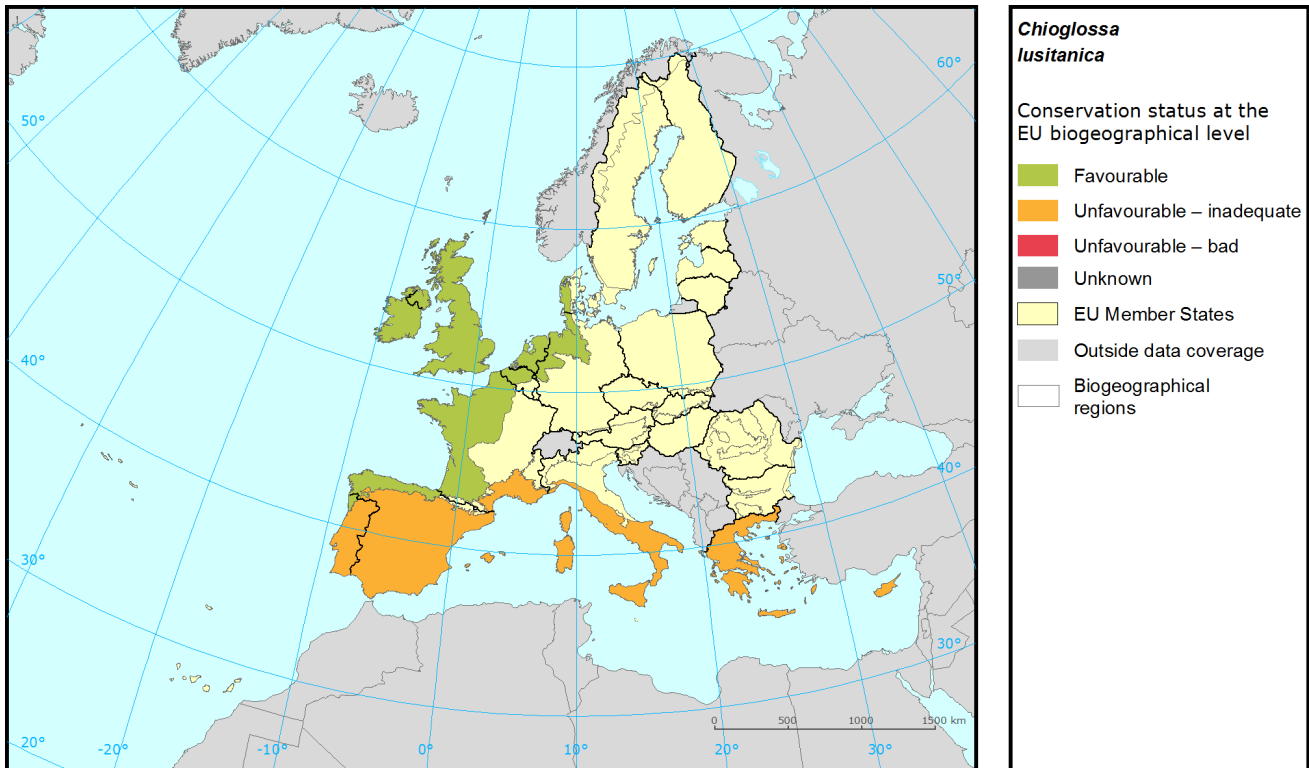 Chioglossa
lusitanica
Conservation status at the
EU biogeographical level
Favourable
Unfavourable – inadequate
Unfavourable – bad
Unknown
EU Member States
Outside data coverage
Biogeographical
regions
60°
50°
50°
40°
40°
30°
30°
0 500 1000 1500 km
20° -20° -10° 0° 10° 20° 30°